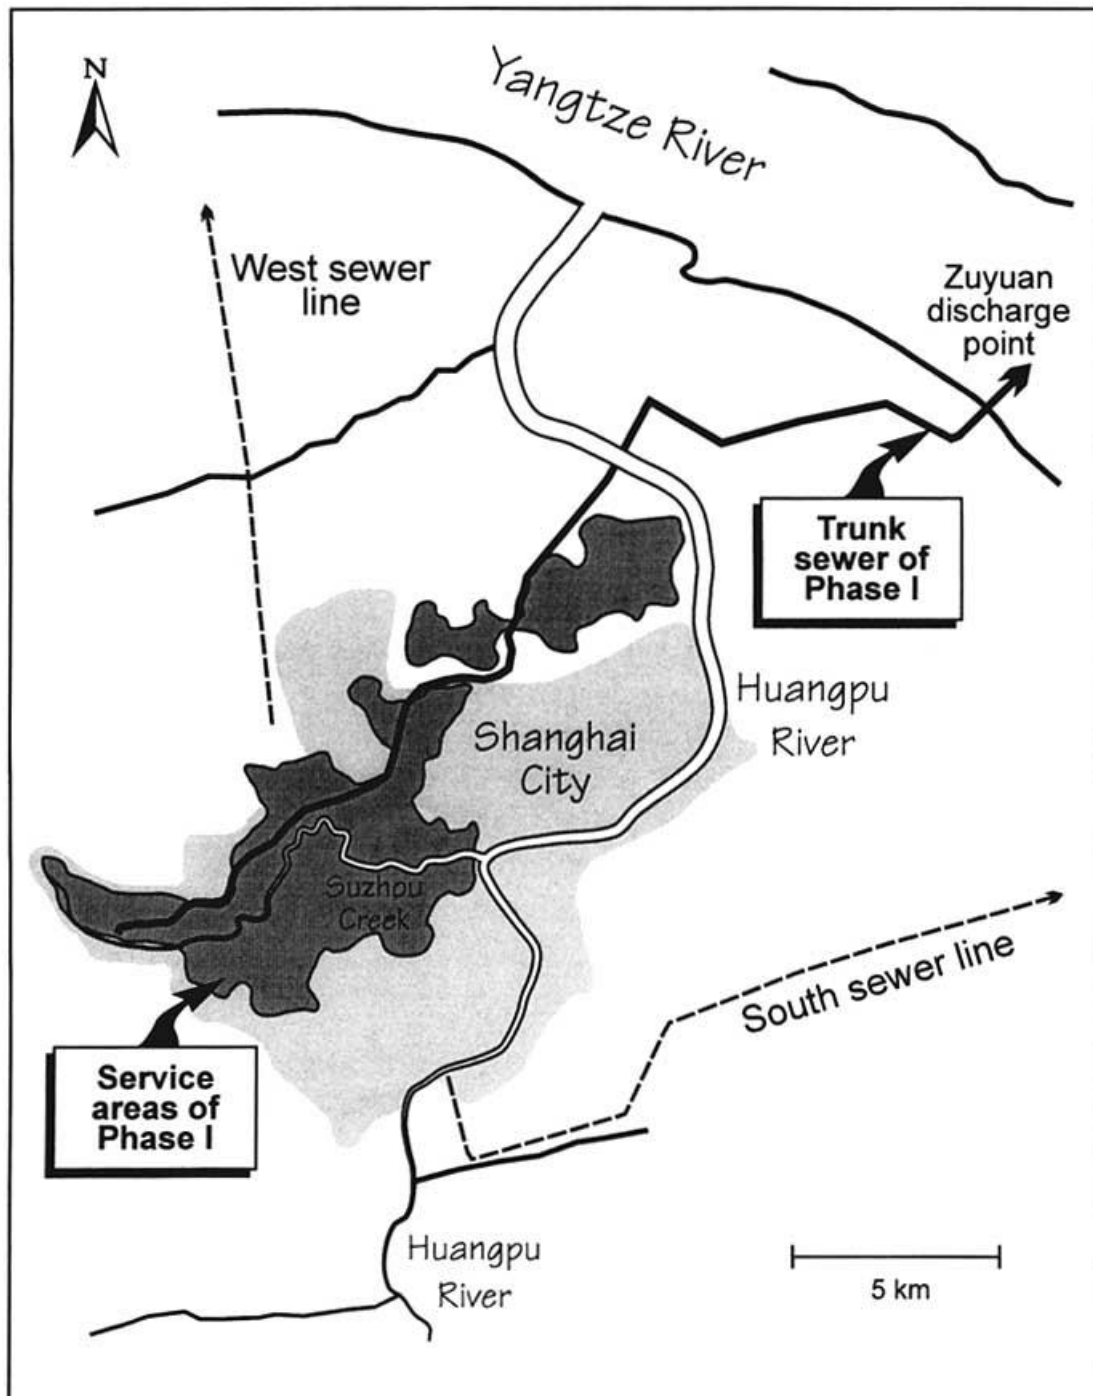 N
Yangtze River
West sewer
line
Zuyuan
discharge
point
Trunk
sewer of
Phase I
Huangpu
River
Shanghai
City
Suzhou
Creek
South sewer line
Service
areas of
Phase I
Huangpu
River
5 km